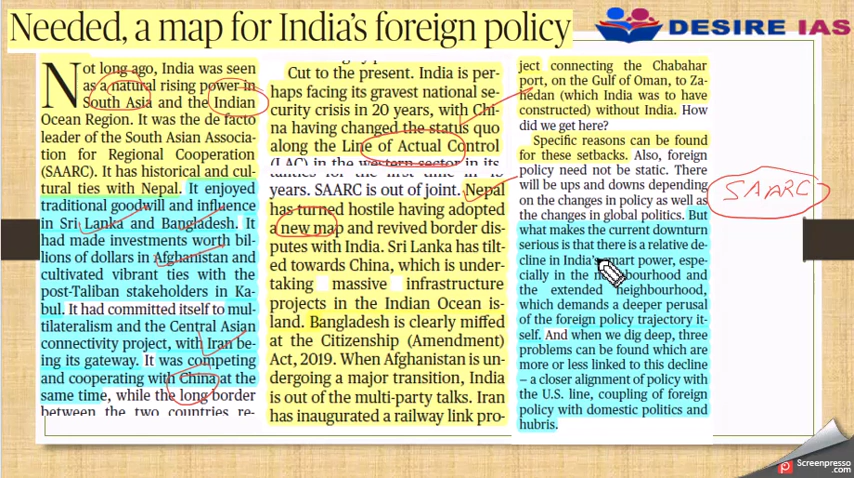 Needed, a map for India's foreign policy
DESIRE IAS
Not long ago, India was seen
as a natural rising power in
South Asia and the Indian
Ocean Region. It was the de facto
leader of the South Asian Associa-
tion for Regional Cooperation
(SAARC). It has historical and cul-
tural ties with Nepal. It enjoyed
traditional goodwill and influence
in Sri Lanka and Bangladesh. It
had made investments worth bil-
lions of dollars in Afghanistan and
cultivated vibrant ties with the
post-Taliban stakeholders in Ka-
bul. It had committed itself to mul-
tilateralism and the Central Asian
connectivity project, with Iran be-
ing its gateway. It was competing
and cooperating with China at the
same time, while the long border
between the two countries re-
Cut to the present. India is per-
haps facing its gravest national se-
curity crisis in 20 years, with Chi-
na having changed the status quo
along the Line of Actual Control
(LAC) in the western sector in its
years. SAARC is out of joint. Nepal
has turned hostile having adopted
a new map and revived border dis-
putes with India. Sri Lanka has tilt-
ed towards China, which is under-
taking massive infrastructure
projects in the Indian Ocean is-
land. Bangladesh is clearly miffed
at the Citizenship (Amendment)
Act, 2019. When Afghanistan is un-
dergoing a major transition, India
is out of the multi-party talks. Iran
has inaugurated a railway link pro-
ject connecting the Chabahar
port, on the Gulf of Oman, to Za-
hedan (which India was to have
constructed) without India. How
did we get here?
Specific reasons can be found
for these setbacks. Also, foreign
policy need not be static. There
will be ups and downs depending
on the changes in policy as well as
the changes in global politics. But
what makes the current downturn
serious is that there is a relative de-
cline in India's smart power, espe-
cially in the neighbourhood and
the extended neighbourhood,
which demands a deeper perusal
of the foreign policy trajectory it-
self. And when we dig deep, three
problems can be found which are
more or less linked to this decline
– a closer alignment of policy with
the U.S. line, coupling of foreign
policy with domestic politics and
hubris.
SAARC
Screenpresso
.com